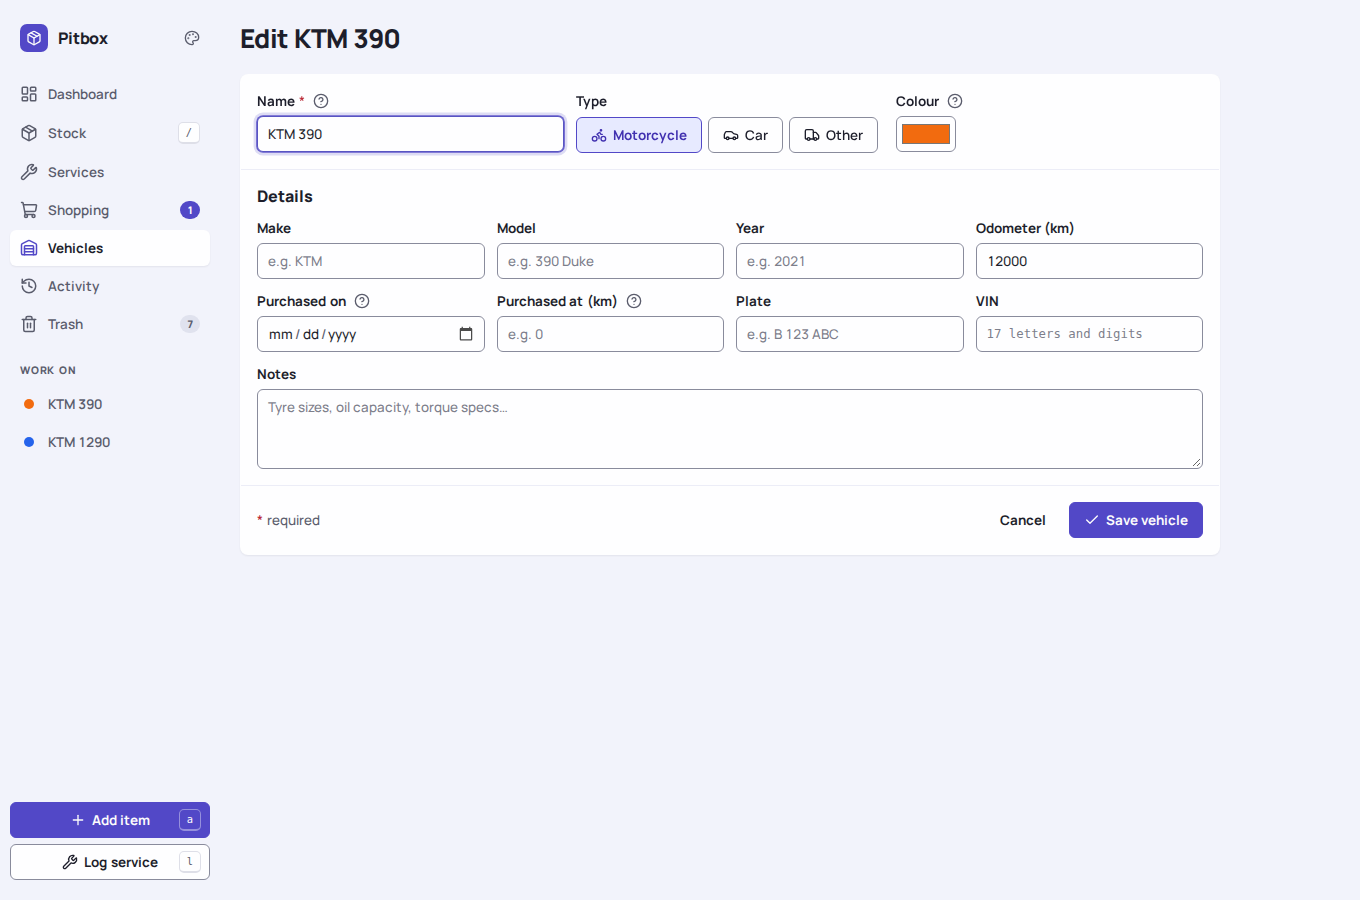 Pitbox
Edit KTM 390
Dashboard
Stock /
Services
Shopping 1
Vehicles
Activity
Trash 7
WORK ON
KTM 390
KTM 1290
Add item a
Log service l
Name * Type Colour
KTM 390 Motorcycle Car Other
Details
Make Model Year Odometer (km)
e.g. KTM e.g. 390 Duke e.g. 2021 12000
Purchased on Purchased at (km) Plate VIN
mm/dd/yyyy e.g. 0 e.g. B 123 ABC 17 letters and digits
Notes
Tyre sizes, oil capacity, torque specs…
* required Cancel Save vehicle